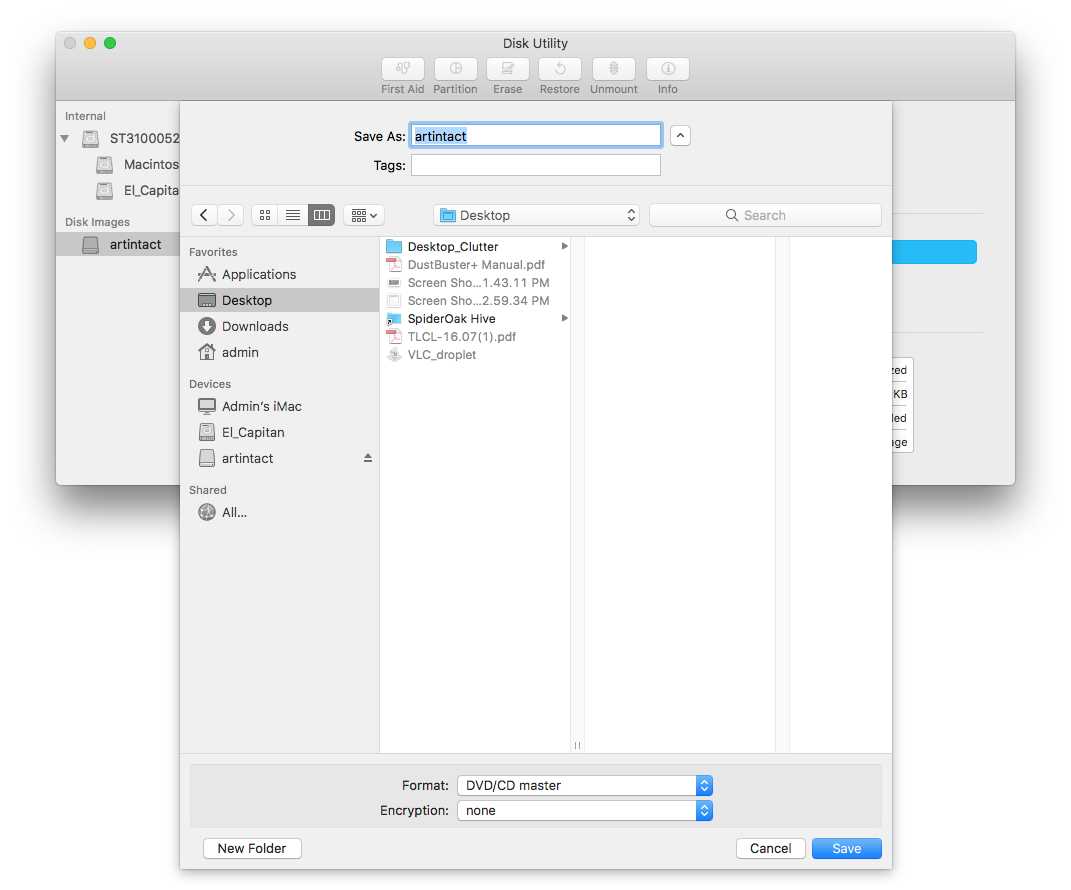 Disk Utility
First Aid Partition Erase Restore Unmount Info
Internal
ST3100052
Macintos
El_Capita
Disk Images
artintact
Save As: artintact
Tags:
Desktop
Search
Favorites
Applications
Desktop
Downloads
admin
Devices
Admin's iMac
El_Capitan
artintact
Shared
All...
Desktop_Clutter
DustBuster+ Manual.pdf
Screen Sho...1.43.11 PM
Screen Sho...2.59.34 PM
SpiderOak Hive
TLCL-16.07(1).pdf
VLC_droplet
zed
KB
led
age
Format: DVD/CD master
Encryption: none
New Folder Cancel Save